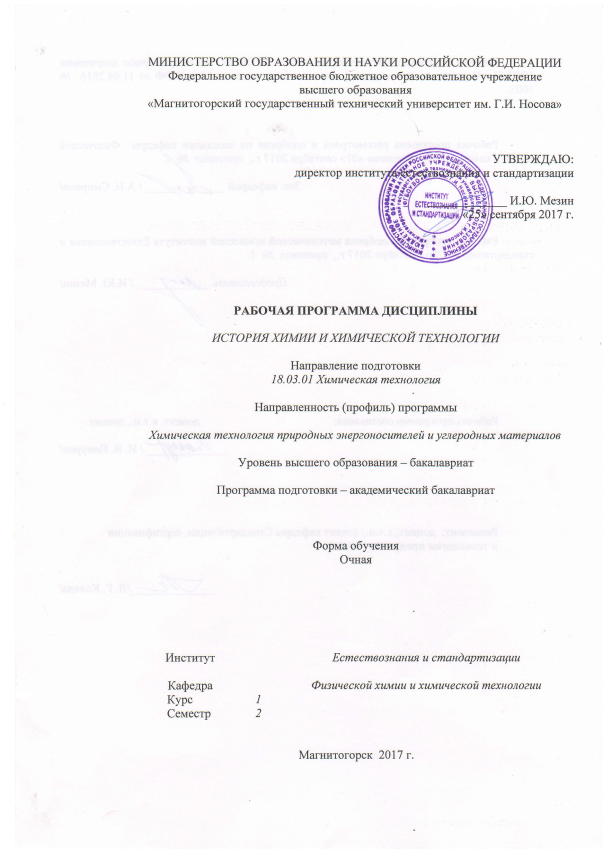 МИНИСТЕРСТВО ОБРАЗОВАНИЯ И НАУКИ РОССИЙСКОЙ ФЕДЕРАЦИИ
Федеральное государственное бюджетное образовательное учреждение
высшего образования
«Магнитогорский государственный технический университет им. Г.И. Носова»
УТВЕРЖДАЮ:
директор института естествознания и стандартизации
ИНСТИТУТ
ЕСТЕСТВОЗНАНИЯ
И СТАНДАРТИЗАЦИИ
И.Ю. Мезин
«25» сентября 2017 г.
РАБОЧАЯ ПРОГРАММА ДИСЦИПЛИНЫ
ИСТОРИЯ ХИМИИ И ХИМИЧЕСКОЙ ТЕХНОЛОГИИ
Направление подготовки
18.03.01 Химическая технология
Направленность (профиль) программы
Химическая технология природных энергоносителей и углеродных материалов
Уровень высшего образования – бакалавриат
Программа подготовки – академический бакалавриат
Форма обучения
Очная
Институт Естествознания и стандартизации
Кафедра Физической химии и химической технологии
Курс 1
Семестр 2
Магнитогорск 2017 г.